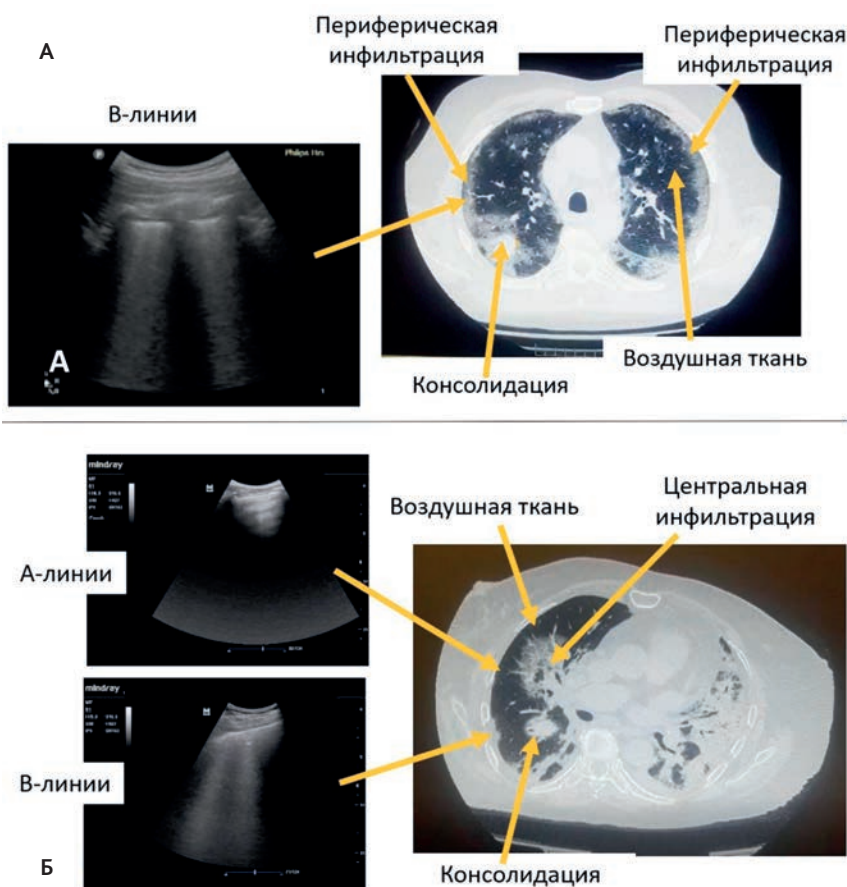 А
Периферическая
инфильтрация
Периферическая
инфильтрация
В-линии
Philips
А
Консолидация
Воздушная ткань
mindray
А-линии
Воздушная ткань
Центральная
инфильтрация
mindray
В-линии
Консолидация
Б